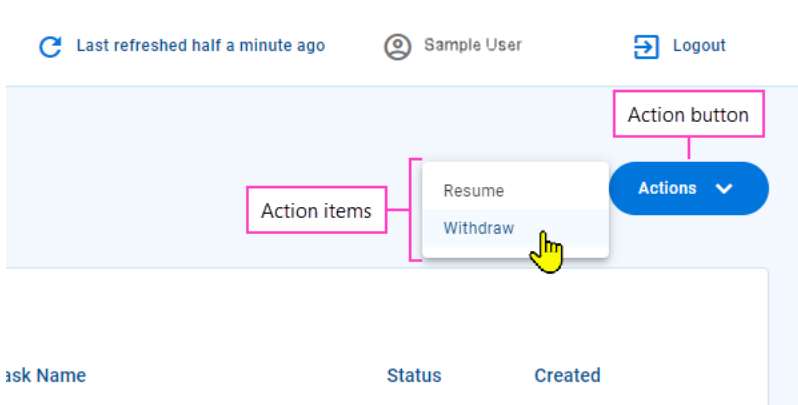 Last refreshed half a minute ago
Sample User
Logout
Action button
Resume
Actions
Action items
Withdraw
ask Name
Status
Created